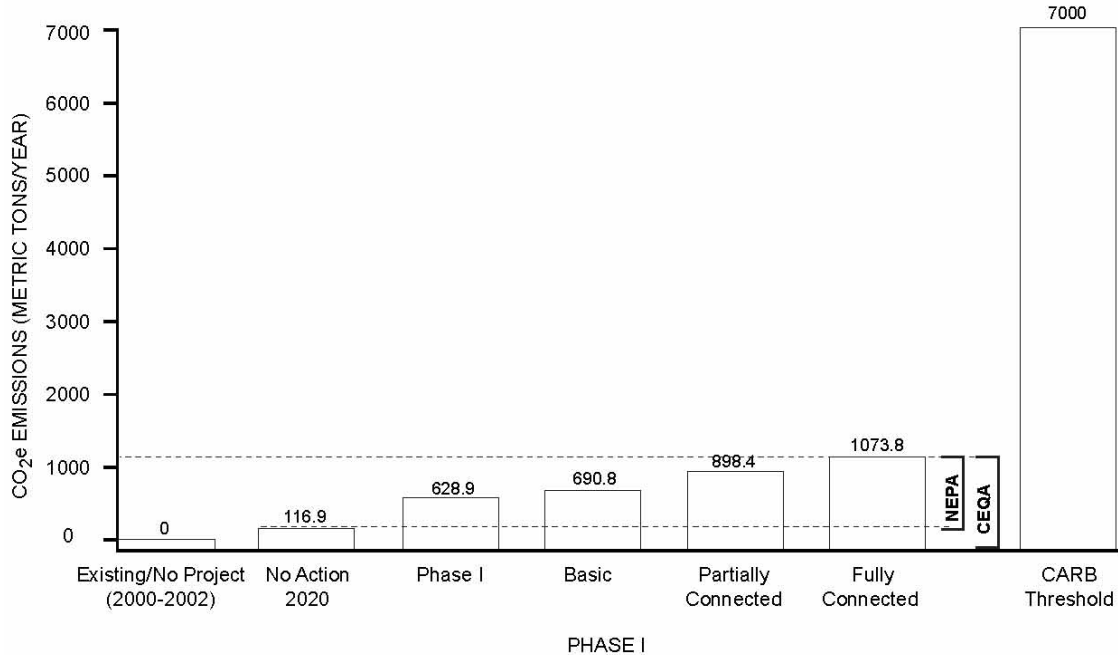 7000
7000
6000
5000
4000
3000
2000
1000
0
CO₂e EMISSIONS (METRIC TONS/YEAR)
0
116.9
628.9
690.8
898.4
1073.8
NEPA
CEQA
Existing/No Project
(2000-2002)
No Action
2020
Phase I
Basic
Partially
Connected
Fully
Connected
CARB
Threshold
PHASE I